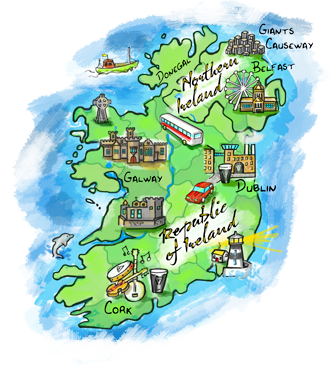 GIANTS
CAUSEWAY
DONEGAL
Northern
Ireland
BELFAST
GALWAY
DUBLIN
Republic
of Ireland
CORK